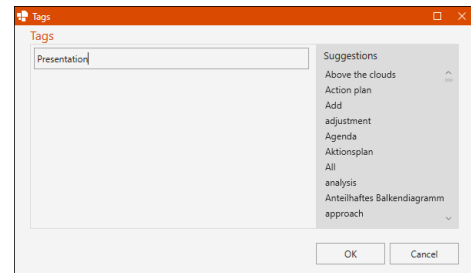 Tags
Tags
Presentation
Suggestions
Above the clouds
Action plan
Add
adjustment
Agenda
Aktionsplan
All
analysis
Anteilhaftes Balkendiagramm
approach
OK
Cancel